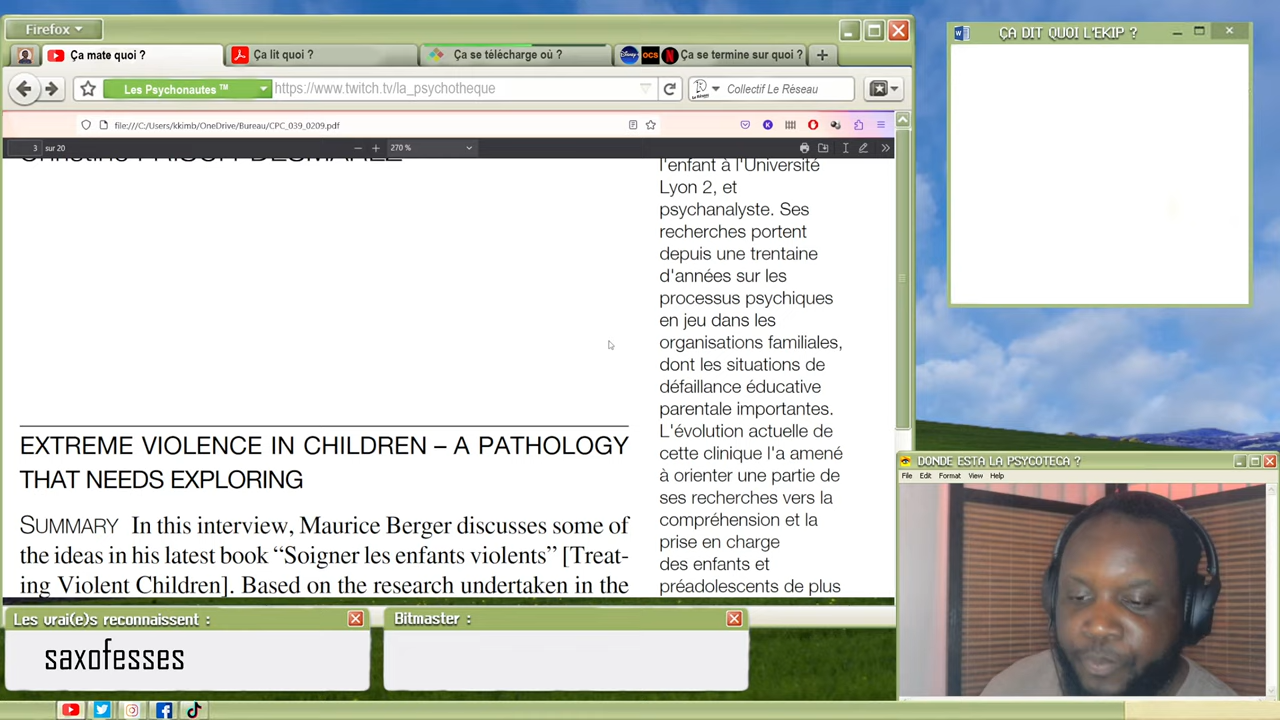 Firefox
ÇA DIT QUOI L'EKIP ?
Ça mate quoi ?
Ça lit quoi ?
Ça se télécharge où ?
Disney+
OCS
Ça se termine sur quoi ?
Les Psychonautes ™
https://www.twitch.tv/la_psychotheque
Collectif Le Réseau
file:///C:/Users/kkimb/OneDrive/Bureau/CPC_039_0209.pdf
3 sur 20
270 %
l'enfant à l'Université
Lyon 2, et
psychanalyste. Ses
recherches portent
depuis une trentaine
d'années sur les
processus psychiques
en jeu dans les
organisations familiales,
dont les situations de
défaillance éducative
parentale importantes.
L'évolution actuelle de
cette clinique l'a amené
à orienter une partie de
ses recherches vers la
compréhension et la
prise en charge
des enfants et
préadolescents de plus
EXTREME VIOLENCE IN CHILDREN – A PATHOLOGY
THAT NEEDS EXPLORING
SUMMARY In this interview, Maurice Berger discusses some of
the ideas in his latest book “Soigner les enfants violents” [Treat-
ing Violent Children]. Based on the research undertaken in the
DONDE ESTA LA PSYCOTECA ?
File Edit Format View Help
Les vrai(e)s reconnaissent :
saxofesses
Bitmaster :